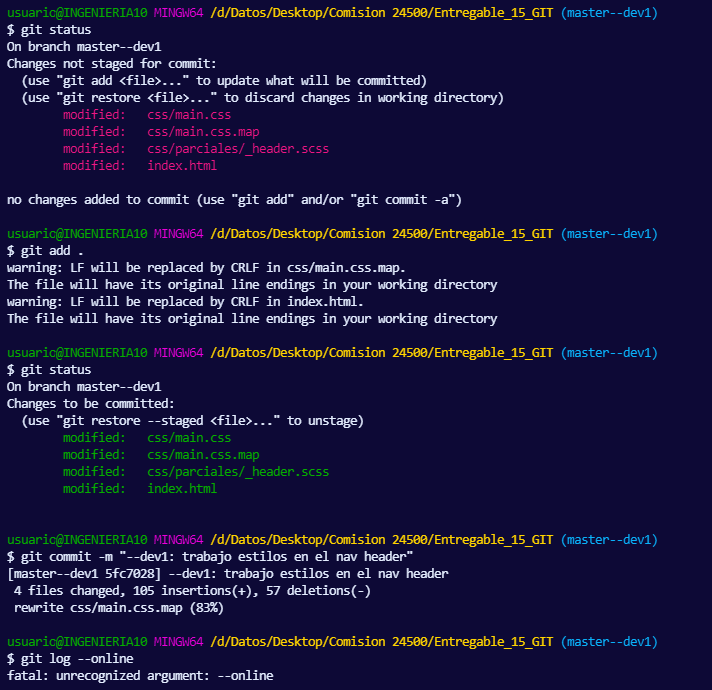 usuario@INGENIERIA10 MINGW64 /d/Datos/Desktop/Comision 24500/Entregable_15_GIT (master--dev1)
$ git status
On branch master--dev1
Changes not staged for commit:
  (use "git add <file>..." to update what will be committed)
  (use "git restore <file>..." to discard changes in working directory)
        modified:   css/main.css
        modified:   css/main.css.map
        modified:   css/parciales/_header.scss
        modified:   index.html

no changes added to commit (use "git add" and/or "git commit -a")

usuario@INGENIERIA10 MINGW64 /d/Datos/Desktop/Comision 24500/Entregable_15_GIT (master--dev1)
$ git add .
warning: LF will be replaced by CRLF in css/main.css.map.
The file will have its original line endings in your working directory
warning: LF will be replaced by CRLF in index.html.
The file will have its original line endings in your working directory

usuario@INGENIERIA10 MINGW64 /d/Datos/Desktop/Comision 24500/Entregable_15_GIT (master--dev1)
$ git status
On branch master--dev1
Changes to be committed:
  (use "git restore --staged <file>..." to unstage)
        modified:   css/main.css
        modified:   css/main.css.map
        modified:   css/parciales/_header.scss
        modified:   index.html

usuario@INGENIERIA10 MINGW64 /d/Datos/Desktop/Comision 24500/Entregable_15_GIT (master--dev1)
$ git commit -m "--dev1: trabajo estilos en el nav header"
[master--dev1 5fc7028] --dev1: trabajo estilos en el nav header
 4 files changed, 105 insertions(+), 57 deletions(-)
 rewrite css/main.css.map (83%)

usuario@INGENIERIA10 MINGW64 /d/Datos/Desktop/Comision 24500/Entregable_15_GIT (master--dev1)
$ git log --online
fatal: unrecognized argument: --online